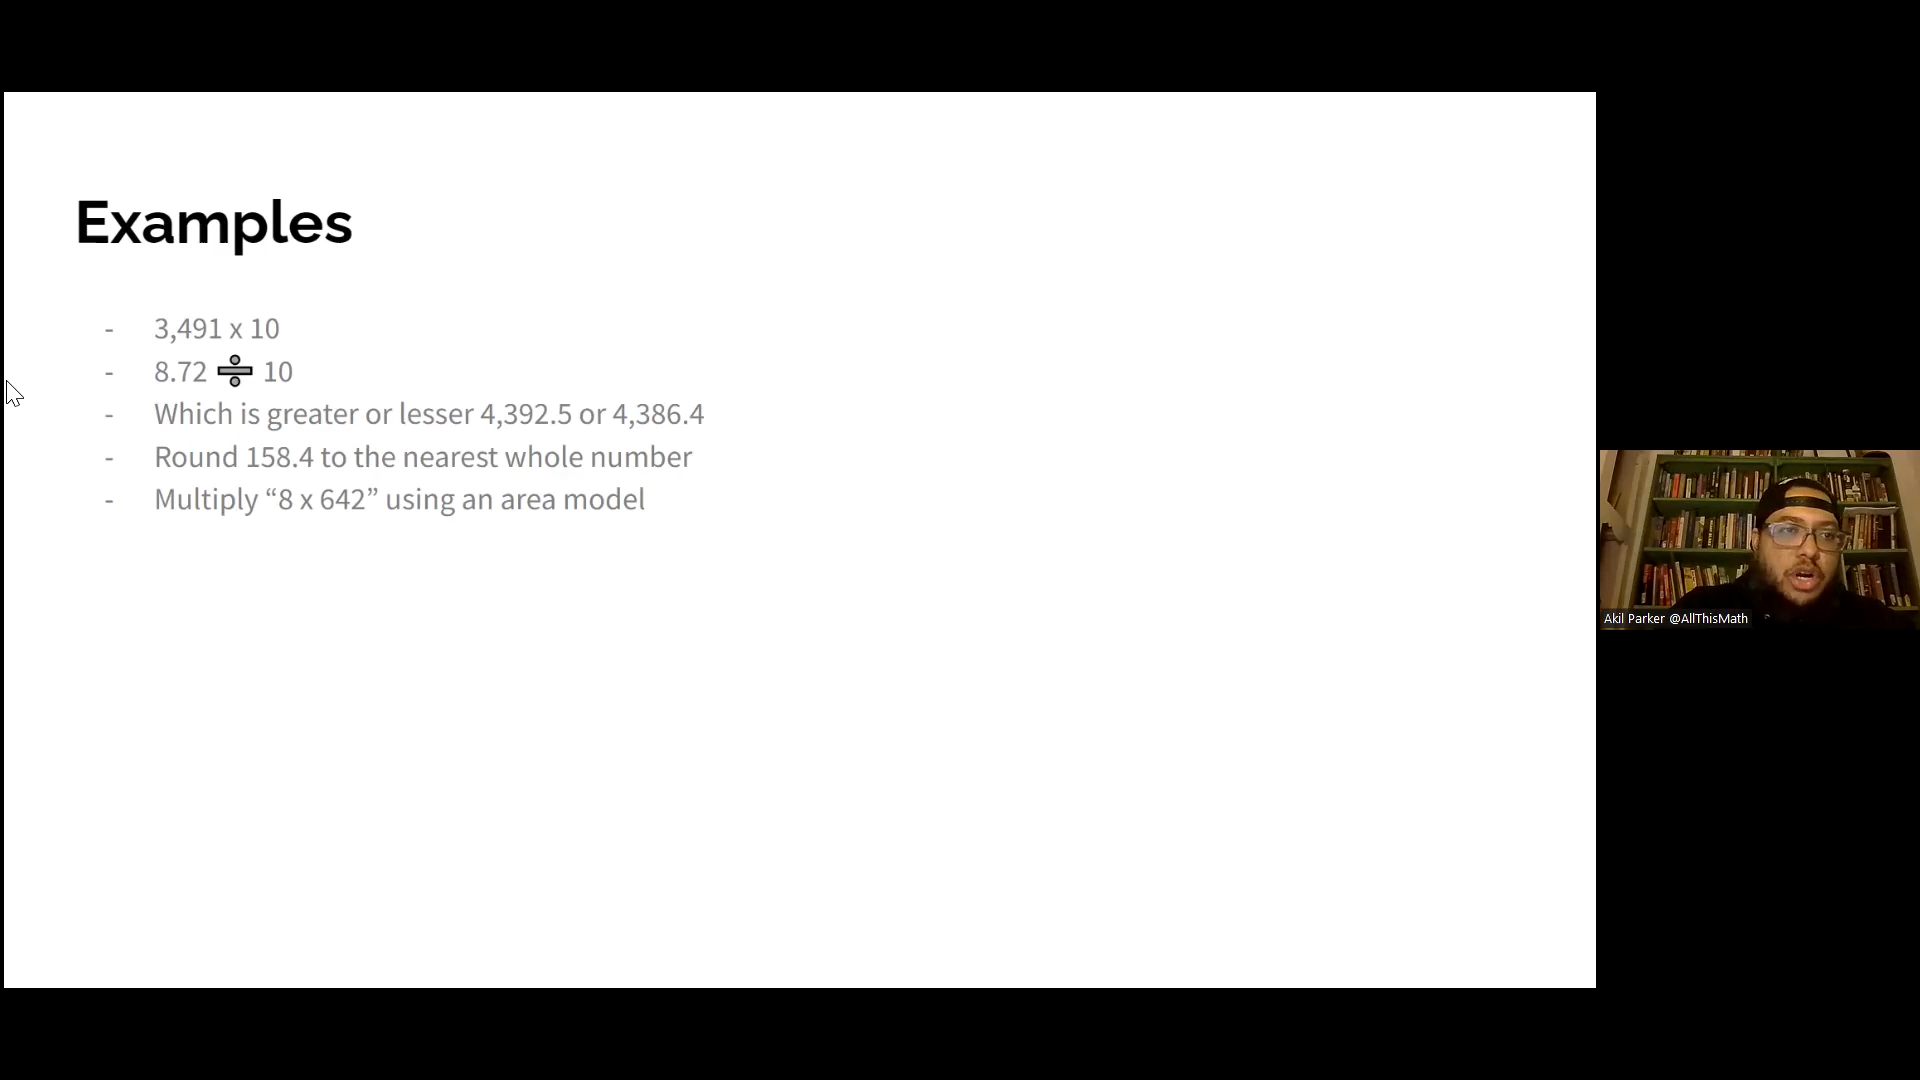 Examples
- 3,491 x 10
- 8.72 ➗ 10
- Which is greater or lesser 4,392.5 or 4,386.4
- Round 158.4 to the nearest whole number
- Multiply “8 x 642” using an area model
Akil Parker @AllThisMath